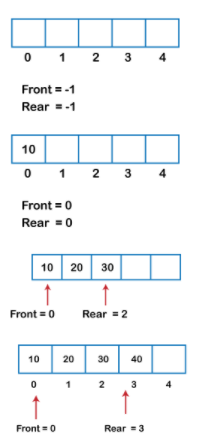 0 1 2 3 4
Front = -1
Rear = -1
10
0 1 2 3 4
Front = 0
Rear = 0
10 20 30
Front = 0 Rear = 2
10 20 30 40
0 1 2 3 4
Front = 0 Rear = 3